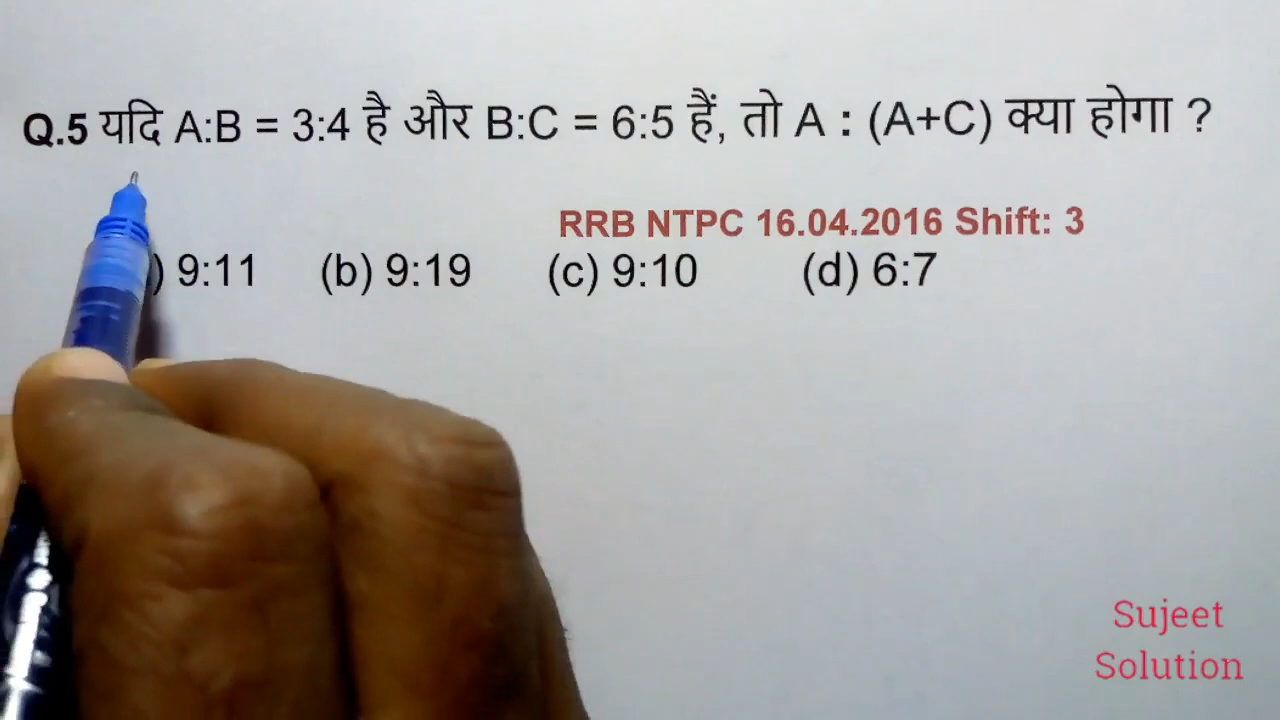 Q.5 यदि A:B = 3:4 है और B:C = 6:5 हैं, तो A : (A+C) क्या होगा ?
RRB NTPC 16.04.2016 Shift: 3
) 9:11 (b) 9:19 (c) 9:10 (d) 6:7
Sujeet
Solution